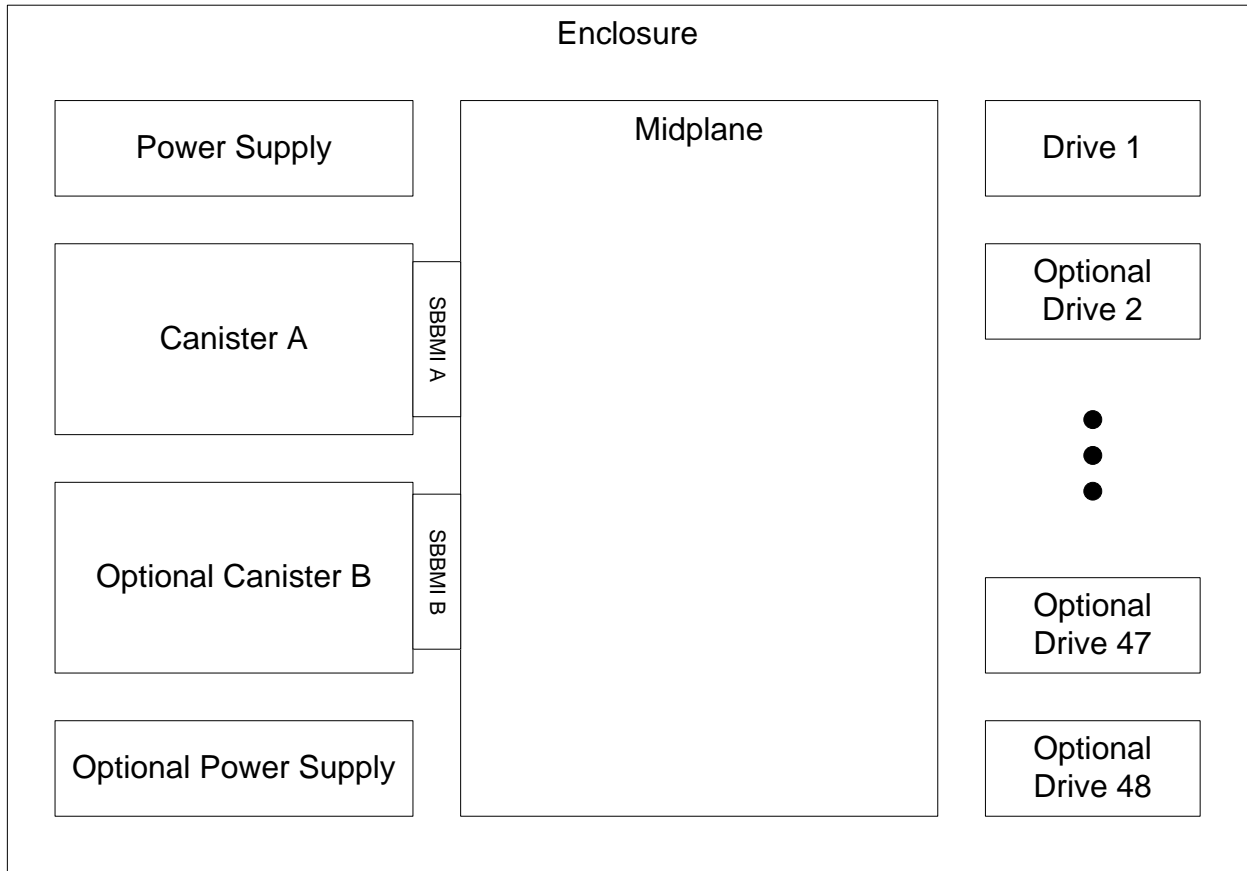 Enclosure
Power Supply
Midplane
Drive 1
Canister A
SBBMI A
Optional
Drive 2
Optional Canister B
SBBMI B
Optional
Drive 47
Optional Power Supply
Optional
Drive 48